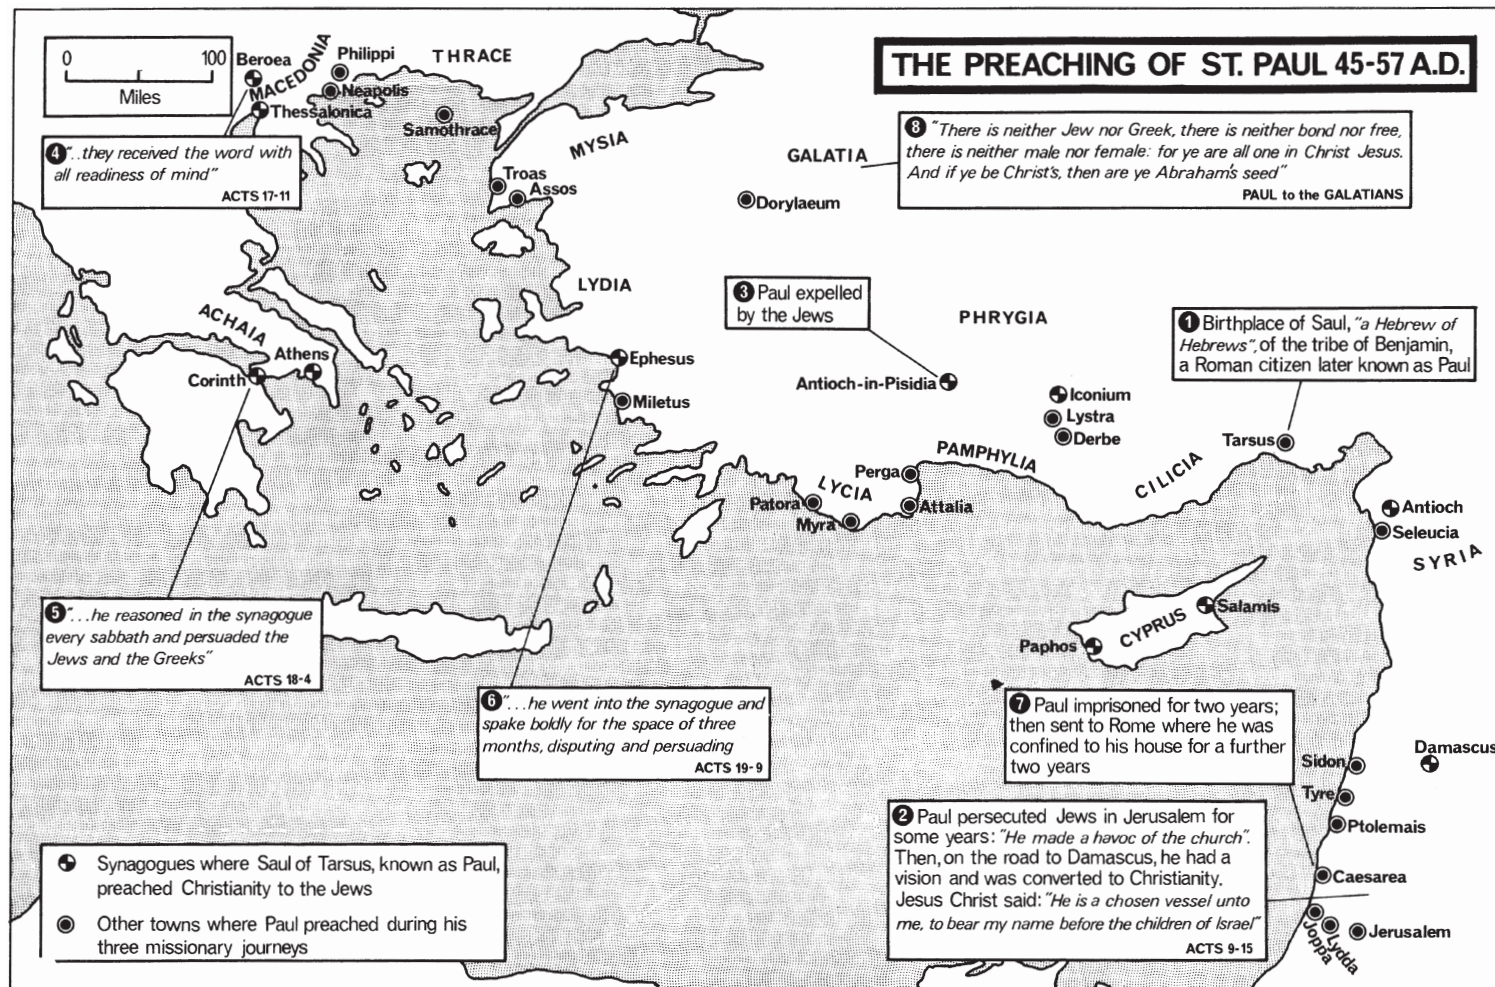 THE PREACHING OF ST. PAUL 45-57 A.D.
0 100
Miles
Beroea
MACEDONIA
Philippi
THRACE
Neapolis
Thessalonica
Samothrace
❹ "..they received the word with
all readiness of mind"
ACTS 17-11
MYSIA
GALATIA
Troas
Assos
Dorylaeum
❽ "There is neither Jew nor Greek, there is neither bond nor free,
there is neither male nor female: for ye are all one in Christ Jesus.
And if ye be Christ's, then are ye Abraham's seed"
PAUL to the GALATIANS
LYDIA
❸ Paul expelled
by the Jews
PHRYGIA
❶ Birthplace of Saul, "a Hebrew of
Hebrews", of the tribe of Benjamin,
a Roman citizen later known as Paul
ACHAIA
Athens
Corinth
Ephesus
Miletus
Antioch-in-Pisidia
Iconium
Lystra
Derbe
Tarsus
PAMPHYLIA
CILICIA
Perga
LYCIA
Patora
Myra
Attalia
Antioch
Seleucia
SYRIA
❺ "...he reasoned in the synagogue
every sabbath and persuaded the
Jews and the Greeks"
ACTS 18-4
CYPRUS
Salamis
Paphos
❻ "...he went into the synagogue and
spake boldly for the space of three
months, disputing and persuading
ACTS 19-9
❼ Paul imprisoned for two years;
then sent to Rome where he was
confined to his house for a further
two years
Damascus
Sidon
Tyre
Ptolemais
Caesarea
Joppa
Lydda
Jerusalem
❷ Paul persecuted Jews in Jerusalem for
some years: "He made a havoc of the church".
Then, on the road to Damascus, he had a
vision and was converted to Christianity.
Jesus Christ said: "He is a chosen vessel unto
me, to bear my name before the children of Israel"
ACTS 9-15
Synagogues where Saul of Tarsus, known as Paul,
preached Christianity to the Jews
Other towns where Paul preached during his
three missionary journeys